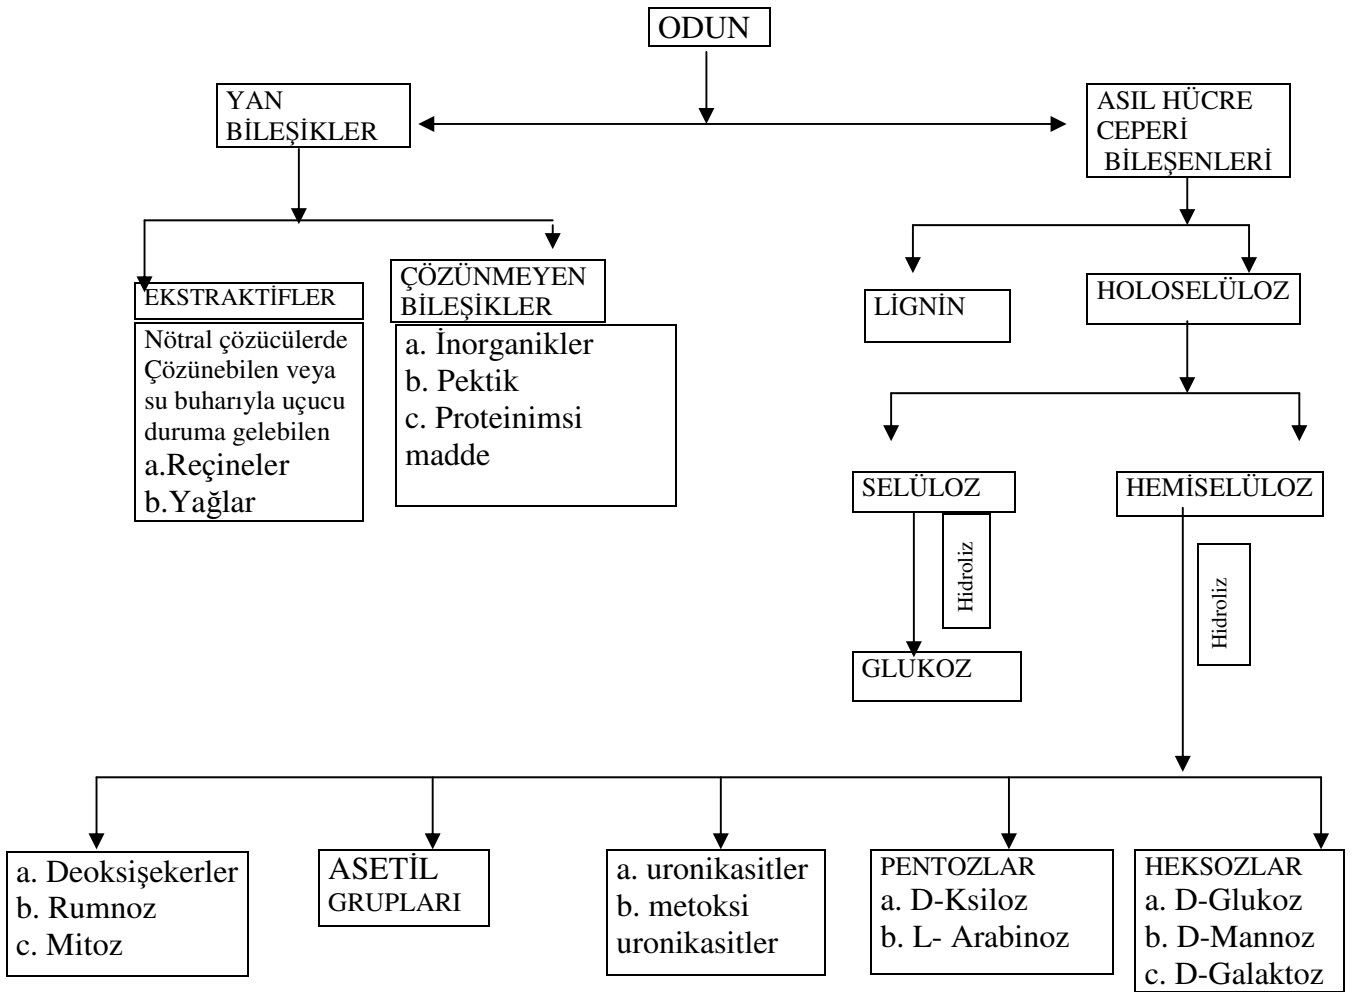 ODUN
YAN
BİLEŞİKLER
ASIL HÜCRE
CEPERİ
BİLEŞENLERİ
EKSTRAKTİFLER
Nötral çözücülerde
Çözünebilen veya
su buharıyla uçucu
duruma gelebilen
a.Reçineler
b.Yağlar
ÇÖZÜNMEYEN
BİLEŞİKLER
a. İnorganikler
b. Pektik
c. Proteinimsi
madde
LİGNİN
HOLOSELÜLOZ
SELÜLOZ
HEMİSELÜLOZ
Hidroliz
Hidroliz
GLUKOZ
a. Deoksişekerler
b. Rumnoz
c. Mitoz
ASETİL
GRUPLARI
a. uronikasitler
b. metoksi
uronikasitler
PENTOZLAR
a. D-Ksiloz
b. L- Arabinoz
HEKSOZLAR
a. D-Glukoz
b. D-Mannoz
c. D-Galaktoz